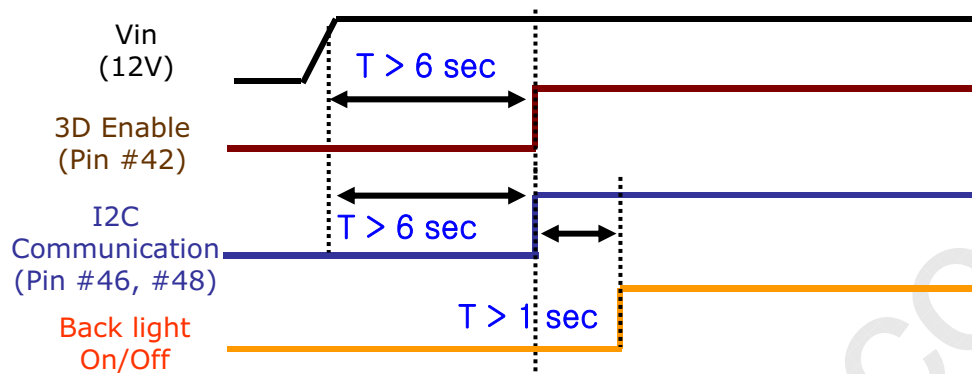 Vin
(12V)
T > 6 sec
3D Enable
(Pin #42)
I2C
Communication
(Pin #46, #48)
T > 6 sec
T > 1 sec
Back light
On/Off